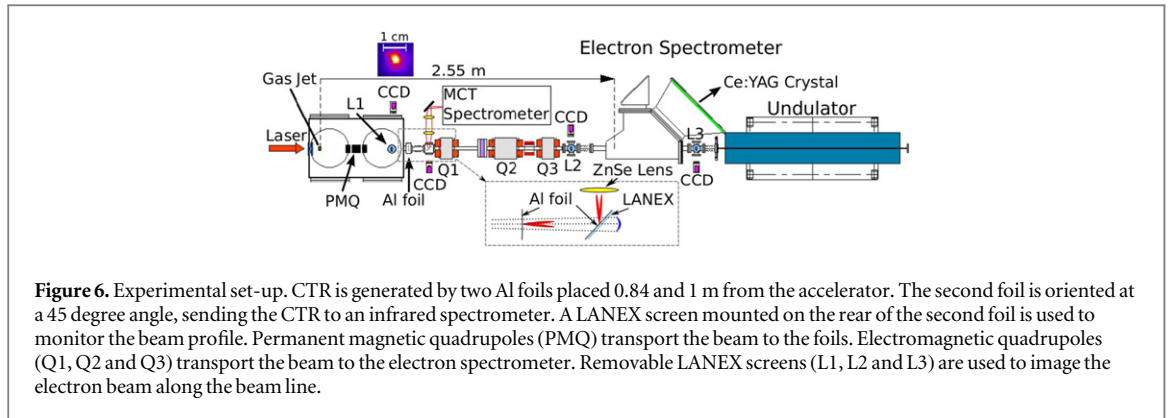 1 cm
Electron Spectrometer
Gas Jet
2.55 m
Ce:YAG Crystal
L1
CCD
MCT
Spectrometer
CCD
Undulator
Laser
L3
Q1
Q2
Q3
L2
ZnSe Lens
CCD
CCD
PMQ
Al foil
Al foil
LANEX
Figure 6. Experimental set-up. CTR is generated by two Al foils placed 0.84 and 1 m from the accelerator. The second foil is oriented at
a 45 degree angle, sending the CTR to an infrared spectrometer. A LANEX screen mounted on the rear of the second foil is used to
monitor the beam profile. Permanent magnetic quadrupoles (PMQ) transport the beam to the foils. Electromagnetic quadrupoles
(Q1, Q2 and Q3) transport the beam to the electron spectrometer. Removable LANEX screens (L1, L2 and L3) are used to image the
electron beam along the beam line.